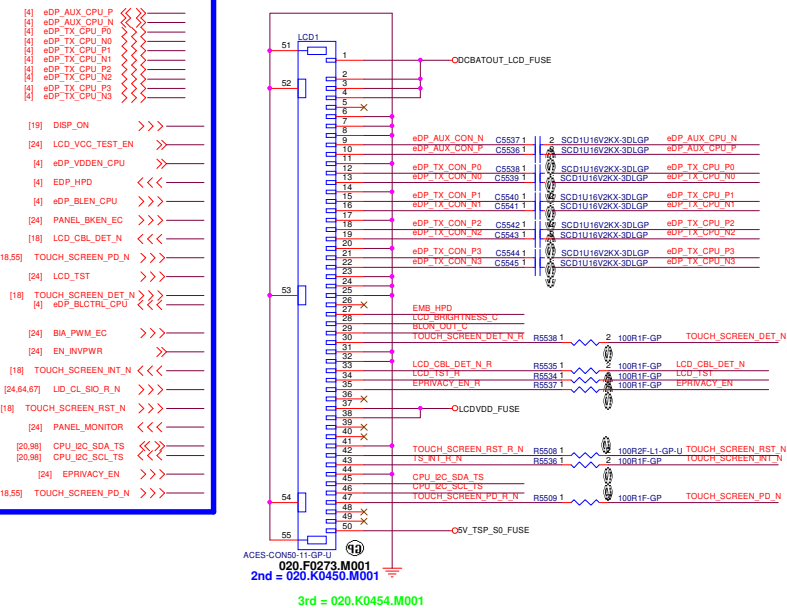 [4] eDP_AUX_CPU_P
[4] eDP_AUX_CPU_N
[4] eDP_TX_CPU_P0
[4] eDP_TX_CPU_N0
[4] eDP_TX_CPU_P1
[4] eDP_TX_CPU_N1
[4] eDP_TX_CPU_P2
[4] eDP_TX_CPU_N2
[4] eDP_TX_CPU_P3
[4] eDP_TX_CPU_N3
[19] DISP_ON
[24] LCD_VCC_TEST_EN
[4] eDP_VDDEN_CPU
[4] EDP_HPD
[4] eDP_BLEN_CPU
[24] PANEL_BKEN_EC
[18] LCD_CBL_DET_N
18,55] TOUCH_SCREEN_PD_N
[24] LCD_TST
[18] TOUCH_SCREEN_DET_N
[4] eDP_BLCTRL_CPU
[24] BIA_PWM_EC
[24] EN_INVPWR
[18] TOUCH_SCREEN_INT_N
[24,64,67] LID_CL_SIO_R_N
[18] TOUCH_SCREEN_RST_N
[24] PANEL_MONITOR
[20,98] CPU_I2C_SDA_TS
[20,98] CPU_I2C_SCL_TS
[24] EPRIVACY_EN
18,55] TOUCH_SCREEN_PD_N
LCD1
51
52
53
54
55
1 DCBATOUT_LCD_FUSE
2
3
4
5
6
7
8
9 eDP_AUX_CON_N C5537 1 2 SCD1U16V2KX-3DLGP eDP_AUX_CPU_N
10 eDP_AUX_CON_P C5536 1 SCD1U16V2KX-3DLGP eDP_AUX_CPU_P
11
12 eDP_TX_CON_P0 C5538 1 SCD1U16V2KX-3DLGP eDP_TX_CPU_P0
13 eDP_TX_CON_N0 C5539 1 SCD1U16V2KX-3DLGP eDP_TX_CPU_N0
14
15 eDP_TX_CON_P1 C5540 1 SCD1U16V2KX-3DLGP eDP_TX_CPU_P1
16 eDP_TX_CON_N1 C5541 1 SCD1U16V2KX-3DLGP eDP_TX_CPU_N1
17
18 eDP_TX_CON_P2 C5542 1 SCD1U16V2KX-3DLGP eDP_TX_CPU_P2
19 eDP_TX_CON_N2 C5543 1 SCD1U16V2KX-3DLGP eDP_TX_CPU_N2
20
21 eDP_TX_CON_P3 C5544 1 SCD1U16V2KX-3DLGP eDP_TX_CPU_P3
22 eDP_TX_CON_N3 C5545 1 SCD1U16V2KX-3DLGP eDP_TX_CPU_N3
23
24
25
26
27 EMB_HPD
28 LCD_BRIGHTNESS_C
29 BLON_OUT_C
30 TOUCH_SCREEN_DET_N_R R5538 1 2 100R1F-GP TOUCH_SCREEN_DET_N
31
32
33 LCD_CBL_DET_N_R R5535 1 2 100R1F-GP LCD_CBL_DET_N
34 LCD_TST_R R5534 1 100R1F-GP LCD_TST
35 EPRIVACY_EN_R R5537 1 100R1F-GP EPRIVACY_EN
36
37 LCDVDD_FUSE
38
39
40
41
42 TOUCH_SCREEN_RST_R_N R5508 1 100R2F-L1-GP-U TOUCH_SCREEN_RST_N
43 TS_INT_R_N R5536 1 2 100R1F-GP TOUCH_SCREEN_INT_N
44
45 CPU_I2C_SDA_TS
46 CPU_I2C_SCL_TS
47 TOUCH_SCREEN_PD_R_N R5509 1 2 100R1F-GP TOUCH_SCREEN_PD_N
48
49
50 5V_TSP_S0_FUSE
ACES-CON50-11-GP-U
020.F0273.M001
2nd = 020.K0450.M001
3rd = 020.K0454.M001